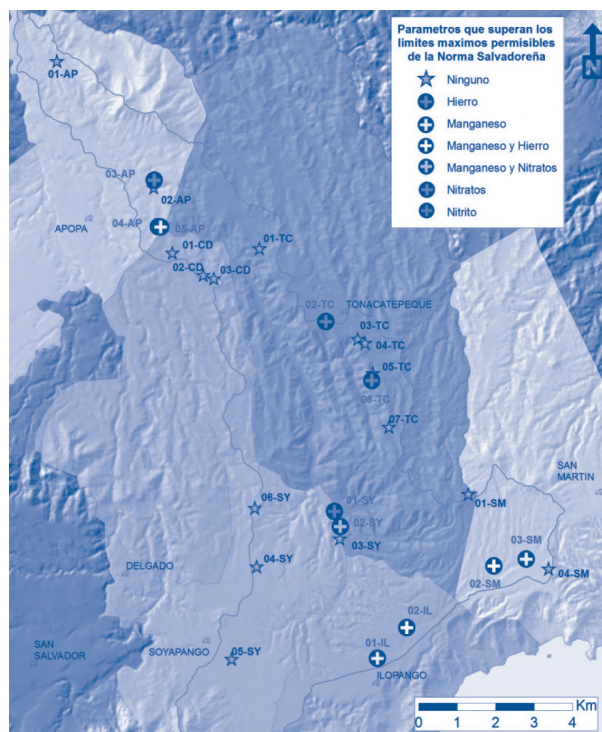 Parametros que superan los
limites maximos permisibles
de la Norma Salvadoreña
Ninguno
Hierro
Manganeso
Manganeso y Hierro
Manganeso y Nitratos
Nitratos
Nitrito
N
01-AP
03-AP
02-AP
04-AP
05-AP
APOPA
01-CD
01-TC
02-CD
03-CD
02-TC
TONACATEPEQUE
03-TC
04-TC
05-TC
06-TC
07-TC
SAN
MARTIN
01-SM
06-SY
01-SY
02-SY
03-SY
03-SM
02-SM
04-SM
04-SY
DELGADO
02-IL
SAN
SALVADOR
SOYAPANGO
05-SY
01-IL
ILOPANGO
Km
0 1 2 3 4